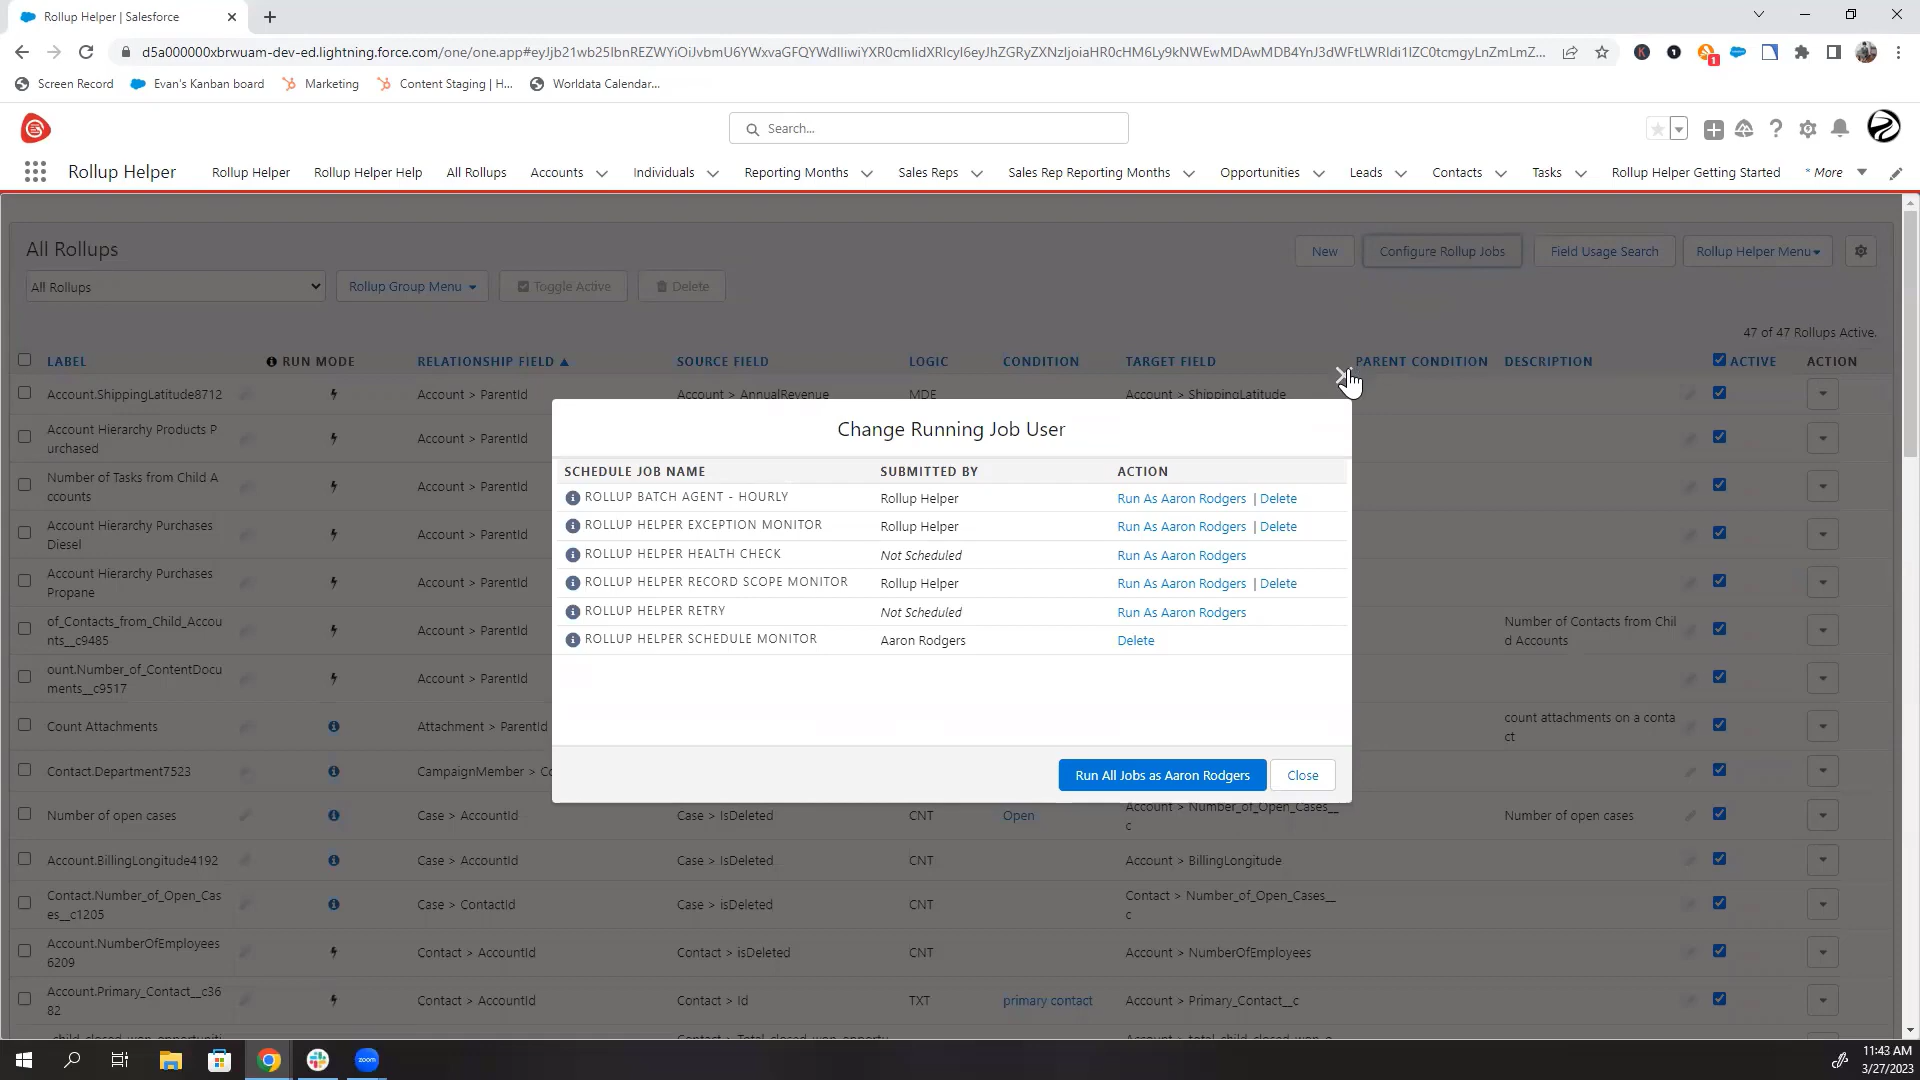 Rollup Helper | Salesforce
d5a000000xbrwuam-dev-ed.lightning.force.com/one/one.app#
Screen Record
Evan's Kanban board
Marketing
Content Staging | H...
Worldata Calendar...
Search...
Rollup Helper
Rollup Helper
Rollup Helper Help
All Rollups
Accounts
Individuals
Reporting Months
Sales Reps
Sales Rep Reporting Months
Opportunities
Leads
Contacts
Tasks
Rollup Helper Getting Started
* More
All Rollups
New
Configure Rollup Jobs
Field Usage Search
Rollup Helper Menu
All Rollups
Rollup Group Menu
Toggle Active
Delete
47 of 47 Rollups Active.
LABEL RUN MODE RELATIONSHIP FIELD SOURCE FIELD LOGIC CONDITION TARGET FIELD PARENT CONDITION DESCRIPTION ACTIVE ACTION
Account.ShippingLatitude8712 Account > ParentId Account > AnnualRevenue MDE Account > ShippingLatitude
Account Hierarchy Products P
urchased
Account > ParentId
Number of Tasks from Child A
ccounts
Account > ParentId
Account Hierarchy Purchases
Diesel
Account > ParentId
Account Hierarchy Purchases
Propane
Account > ParentId
of_Contacts_from_Child_Accou
nts__c9485
Account > ParentId
Number of Contacts from Chil
d Accounts
ount.Number_of_ContentDocu
ments__c9517
Account > ParentId
Count Attachments
Attachment > ParentId
count attachments on a conta
ct
Contact.Department7523
CampaignMember > Co
Number of open cases Case > AccountId Case > IsDeleted CNT Open
Account > Number_of_Open_Cases__
c
Number of open cases
Account.BillingLongitude4192 Case > AccountId Case > IsDeleted CNT Account > BillingLongitude
Contact.Number_of_Open_Cas
es__c1205
Case > ContactId Case > isDeleted CNT
Contact > Number_of_Open_Cases__
c
Account.NumberOfEmployees
6209
Contact > AccountId Contact > isDeleted CNT Account > NumberOfEmployees
Account.Primary_Contact__c36
82
Contact > AccountId Contact > Id TXT primary contact Account > Primary_Contact__c
Change Running Job User
SCHEDULE JOB NAME SUBMITTED BY ACTION
ROLLUP BATCH AGENT - HOURLY Rollup Helper Run As Aaron Rodgers | Delete
ROLLUP HELPER EXCEPTION MONITOR Rollup Helper Run As Aaron Rodgers | Delete
ROLLUP HELPER HEALTH CHECK Not Scheduled Run As Aaron Rodgers
ROLLUP HELPER RECORD SCOPE MONITOR Rollup Helper Run As Aaron Rodgers | Delete
ROLLUP HELPER RETRY Not Scheduled Run As Aaron Rodgers
ROLLUP HELPER SCHEDULE MONITOR Aaron Rodgers Delete
Run All Jobs as Aaron Rodgers
Close
zoom
11:43 AM
3/27/2023